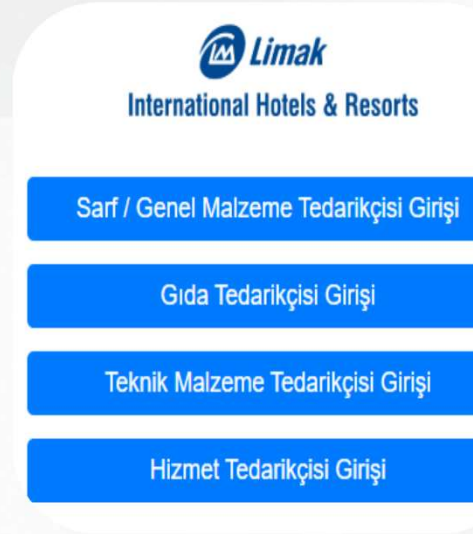 LM Limak
International Hotels & Resorts
Sarf / Genel Malzeme Tedarikçisi Girişi
Gıda Tedarikçisi Girişi
Teknik Malzeme Tedarikçisi Girişi
Hizmet Tedarikçisi Girişi